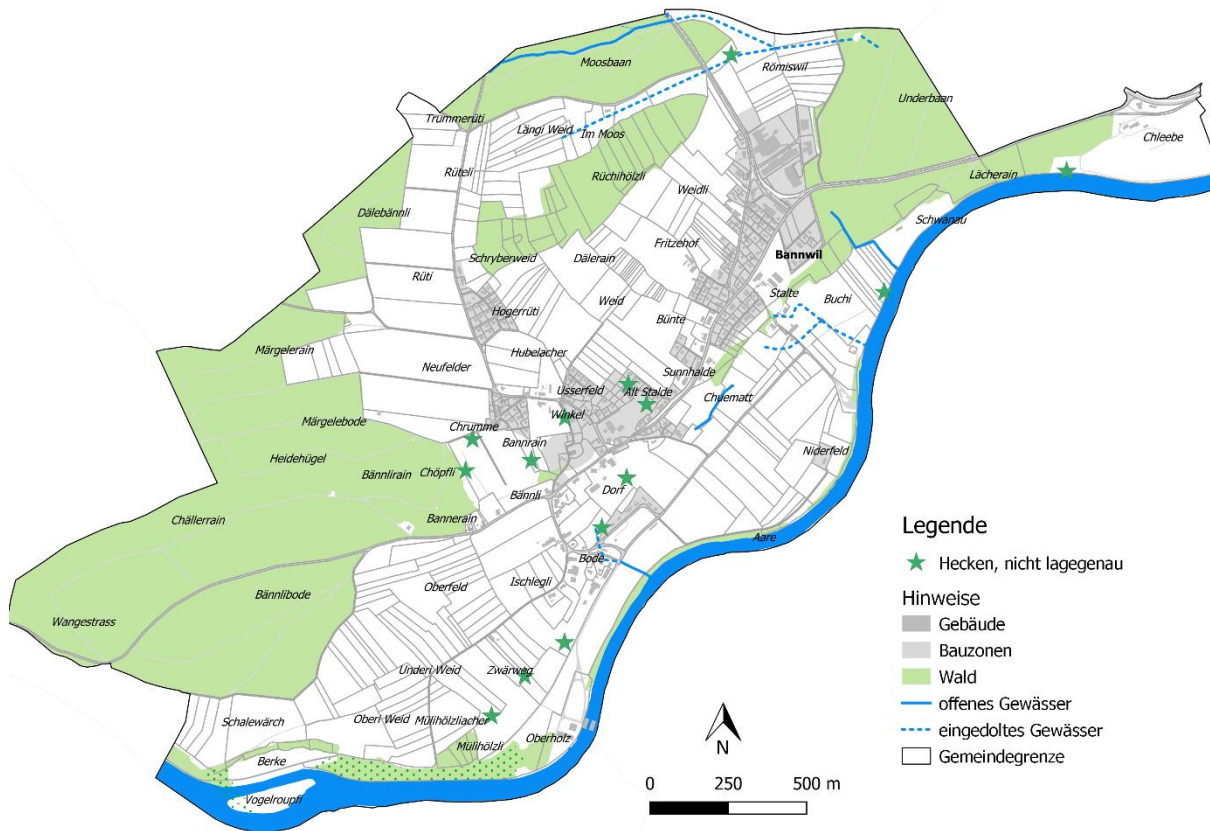 Moosbaan
Römiswil
Underbaan
Trummerüti
Längi Weid
Im Moos
Chleebe
Rüteli
Rüchihölzli
Weidli
Lächerain
Dälebännli
Schwanau
Fritzehof
Bannwil
Schryberweid
Dälerain
Rüti
Stalte
Buchi
Weid
Hogerrüti
Bünte
Märgelerain
Hubelacher
Neufelder
Sunnhalde
Usserfeld
Alt Stalde
Chuematt
Winkel
Märgelebode
Chrumme
Bannrain
Niderfeld
Heidehügel
Bännlirain
Chöpfli
Bännli
Dorf
Chällerrain
Bannerain
Aare
Bode
Ischlegli
Oberfeld
Bännlibode
Wangestrass
Underi Weid
Zwärweg
Schalewärch
Oberi Weid
Mülihölzliacher
Oberholz
Mülihölzli
Berke
Vogelroupfi
Legende
Hecken, nicht lagegenau
Hinweise
Gebäude
Bauzonen
Wald
offenes Gewässer
eingedoltes Gewässer
Gemeindegrenze
N
0 250 500 m